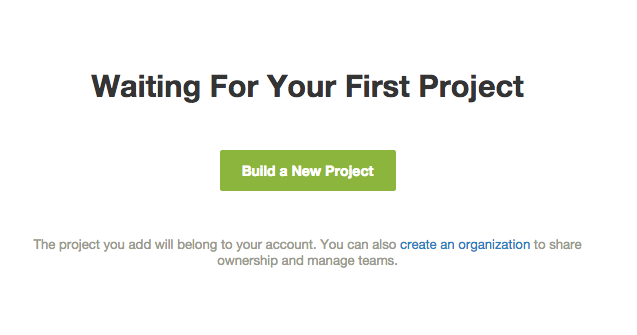 Waiting For Your First Project
Build a New Project
The project you add will belong to your account. You can also create an organization to share
ownership and manage teams.